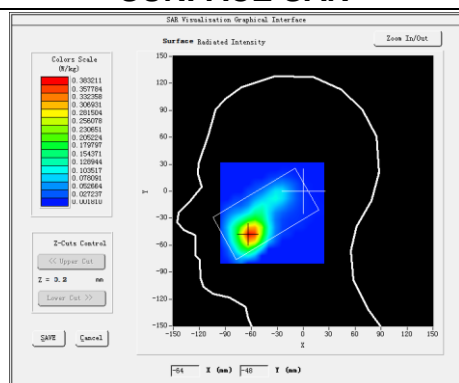 SURFACE SAR
SAR Visualisation Graphical Interface
Surface Radiated Intensity
Zoom In/Out
Colors Scale
(W/kg)
0.383211
0.357784
0.332358
0.306931
0.281504
0.256078
0.230651
0.205224
0.179797
0.154371
0.128944
0.103517
0.078091
0.052664
0.027237
0.001810
Z-Cuts Control
<< Upper Cut
Z = 0.2 mm
Lower Cut >>
SAVE
Cancel
150
120
90
60
30
0
-30
-60
-90
-120
-150
Y
-150 -120 -90 -60 -30 0 30 60 90 120 150
X
-64 X (mm) -48 Y (mm)